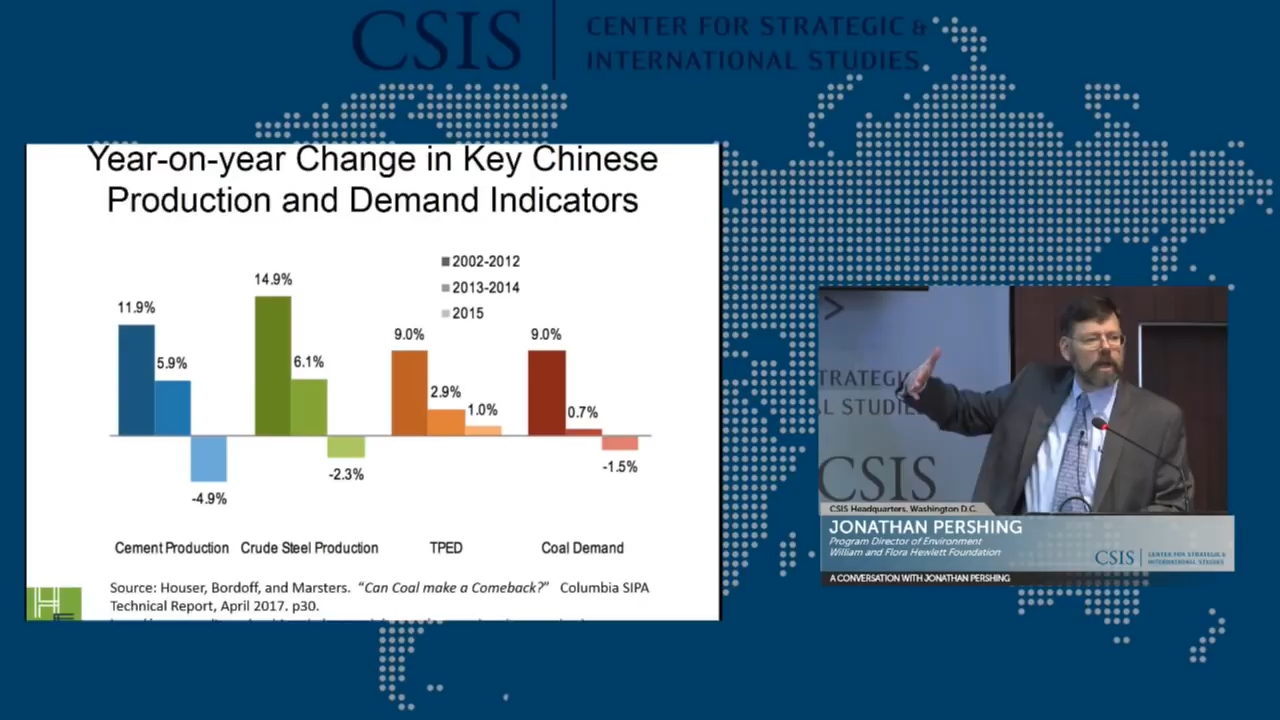 CSIS
CENTER FOR STRATEGIC &
INTERNATIONAL STUDIES
Year-on-year Change in Key Chinese
Production and Demand Indicators
2002-2012
2013-2014
2015
11.9%
5.9%
-4.9%
14.9%
6.1%
-2.3%
9.0%
2.9%
1.0%
9.0%
0.7%
-1.5%
Cement Production
Crude Steel Production
TPED
Coal Demand
Source: Houser, Bordoff, and Marsters. “Can Coal make a Comeback?” Columbia SIPA
Technical Report, April 2017. p30.
H
TRATEGIC
L STUDIES
CSIS
CSIS Headquarters, Washington D.C.
JONATHAN PERSHING
Program Director of Environment
William and Flora Hewlett Foundation
CSIS
CENTER FOR STRATEGIC &
INTERNATIONAL STUDIES
A CONVERSATION WITH JONATHAN PERSHING